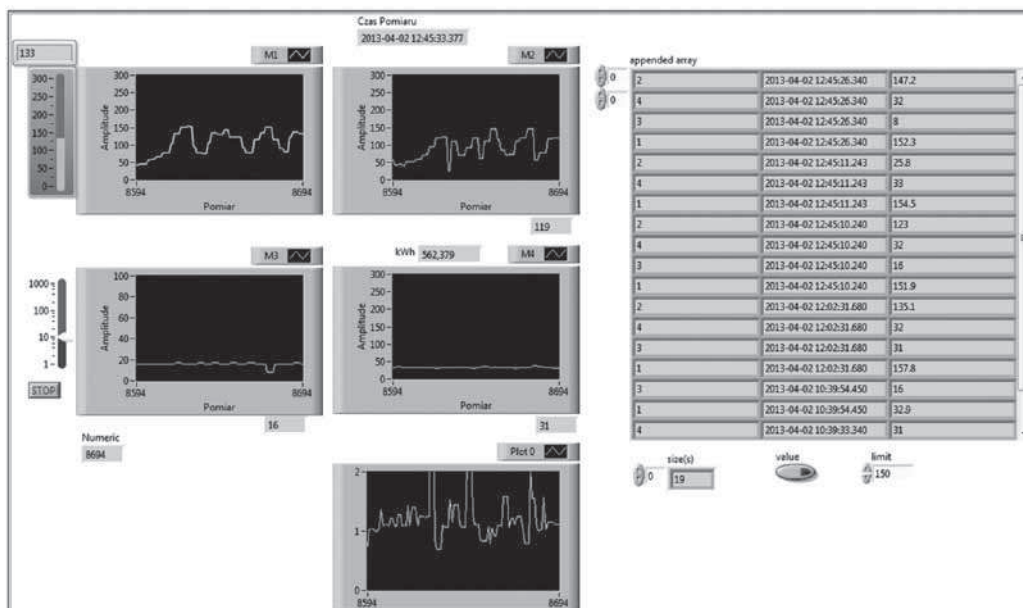 Czas Pomiaru
2013-04-02 12:45:33.377
133
300
250
200
150
100
50
0
M1
Amplitude
300
250
200
150
100
50
0
8594
8694
Pomiar
M2
Amplitude
300
250
200
150
100
50
0
8594
8694
Pomiar
119
1000
100
10
1
STOP
M3
Amplitude
100
80
60
40
20
0
8594
8694
Pomiar
16
kWh
562,379
M4
Amplitude
300
250
200
150
100
50
0
8594
8694
Pomiar
31
Numeric
8694
Plot 0
2
1
0
8594
8694
appended array
0
0
2 2013-04-02 12:45:26.340 147.2
4 2013-04-02 12:45:26.340 32
3 2013-04-02 12:45:26.340 8
1 2013-04-02 12:45:26.340 152.3
2 2013-04-02 12:45:11.243 25.8
4 2013-04-02 12:45:11.243 33
1 2013-04-02 12:45:11.243 154.5
2 2013-04-02 12:45:10.240 123
4 2013-04-02 12:45:10.240 32
3 2013-04-02 12:45:10.240 16
1 2013-04-02 12:45:10.240 151.9
2 2013-04-02 12:02:31.680 135.1
4 2013-04-02 12:02:31.680 32
3 2013-04-02 12:02:31.680 31
1 2013-04-02 12:02:31.680 157.8
3 2013-04-02 10:39:54.450 16
1 2013-04-02 10:39:54.450 32.9
4 2013-04-02 10:39:33.340 31
0
size(s)
19
value
limit
150